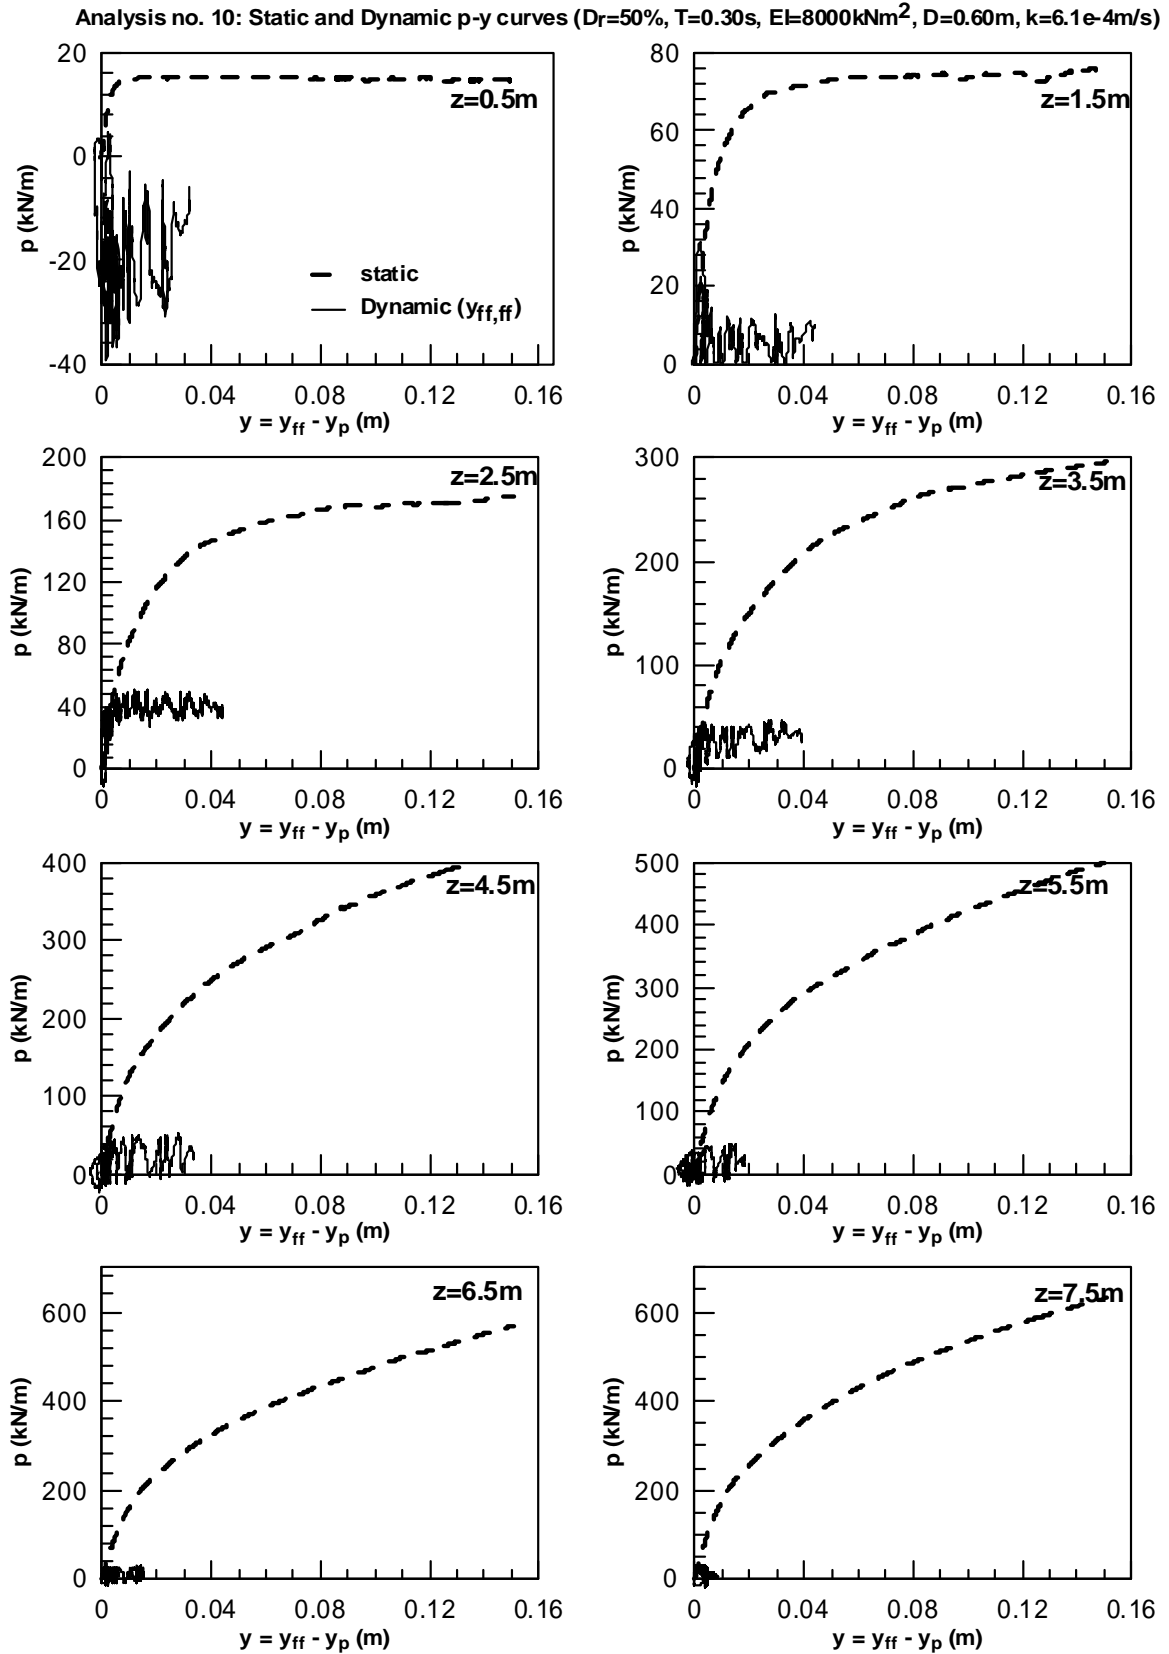 Analysis no. 10: Static and Dynamic p-y curves (Dr=50%, T=0.30s, EI=8000kNm², D=0.60m, k=6.1e-4m/s)
20
0
-20
-40
p (kN/m)
z=0.5m
static
Dynamic (yff,ff)
0 0.04 0.08 0.12 0.16
y = yff - yp (m)
80
60
40
20
0
p (kN/m)
z=1.5m
0 0.04 0.08 0.12 0.16
y = yff - yp (m)
200
160
120
80
40
0
p (kN/m)
z=2.5m
0 0.04 0.08 0.12 0.16
y = yff - yp (m)
300
200
100
0
p (kN/m)
z=3.5m
0 0.04 0.08 0.12 0.16
y = yff - yp (m)
400
300
200
100
0
p (kN/m)
z=4.5m
0 0.04 0.08 0.12 0.16
y = yff - yp (m)
500
400
300
200
100
0
p (kN/m)
z=5.5m
0 0.04 0.08 0.12 0.16
y = yff - yp (m)
600
400
200
0
p (kN/m)
z=6.5m
0 0.04 0.08 0.12 0.16
y = yff - yp (m)
600
400
200
0
p (kN/m)
z=7.5m
0 0.04 0.08 0.12 0.16
y = yff - yp (m)